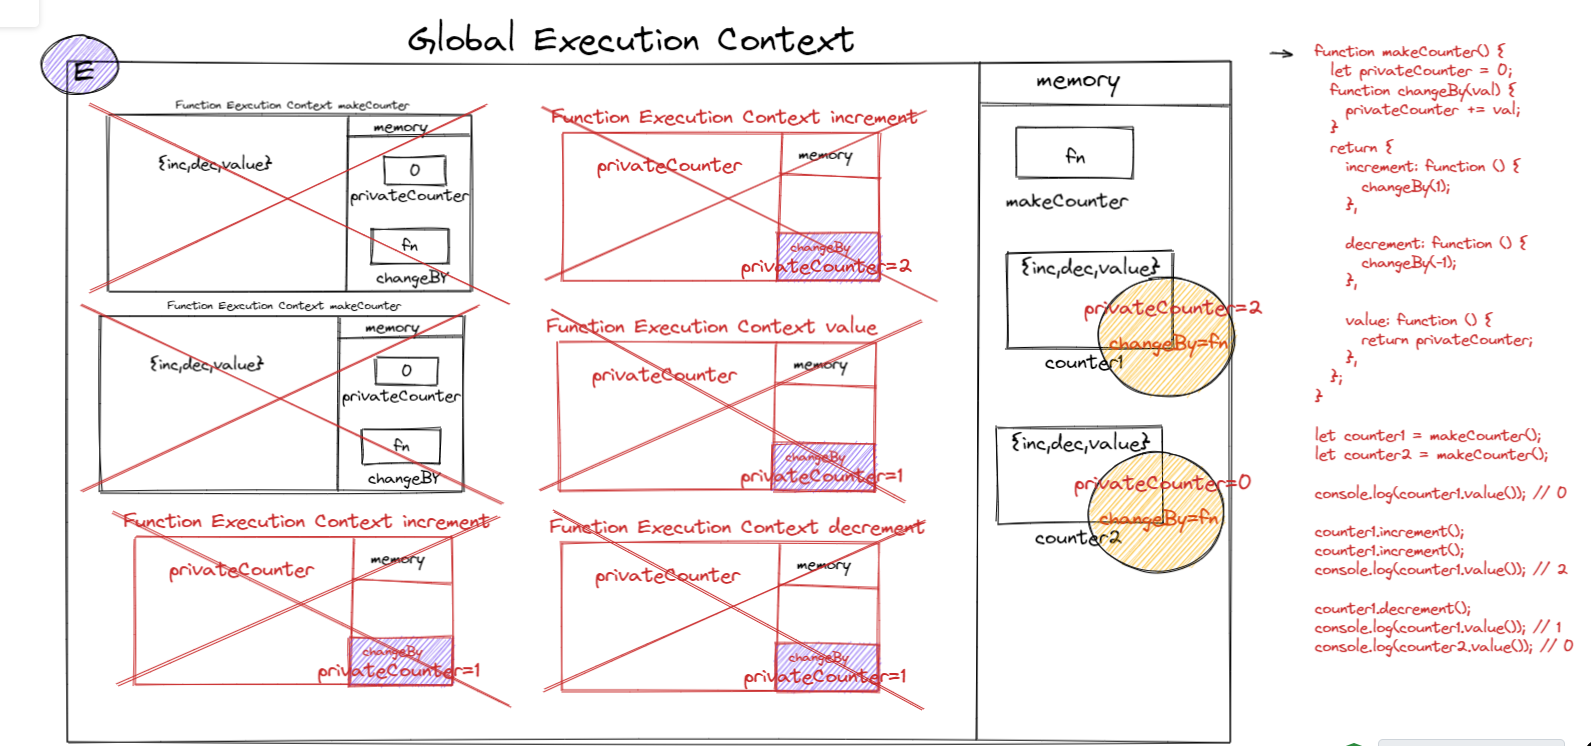 Global Execution Context
E
Function Eexcution Context makeCounter
memory
{inc,dec,value}
0
privateCounter
fn
changeBY
Function Eexcution Context makeCounter
memory
{inc,dec,value}
0
privateCounter
fn
changeBY
Function Execution Context increment
memory
privateCounter
changeBy
privateCounter=1
Function Execution Context increment
memory
privateCounter
changeBy
privateCounter=2
Function Execution Context value
memory
privateCounter
changeBy
privateCounter=1
Function Execution Context decrement
memory
privateCounter
changeBy
privateCounter=1
memory
fn
makeCounter
{inc,dec,value}
privateCounter=2
changeBy=fn
counter1
{inc,dec,value}
privateCounter=0
changeBy=fn
counter2
function makeCounter() {
let privateCounter = 0;
function changeBy(val) {
privateCounter += val;
}
return {
increment: function () {
changeBy(1);
},
decrement: function () {
changeBy(-1);
},
value: function () {
return privateCounter;
},
};
}
let counter1 = makeCounter();
let counter2 = makeCounter();
console.log(counter1.value()); // 0
counter1.increment();
counter1.increment();
console.log(counter1.value()); // 2
counter1.decrement();
console.log(counter1.value()); // 1
console.log(counter2.value()); // 0